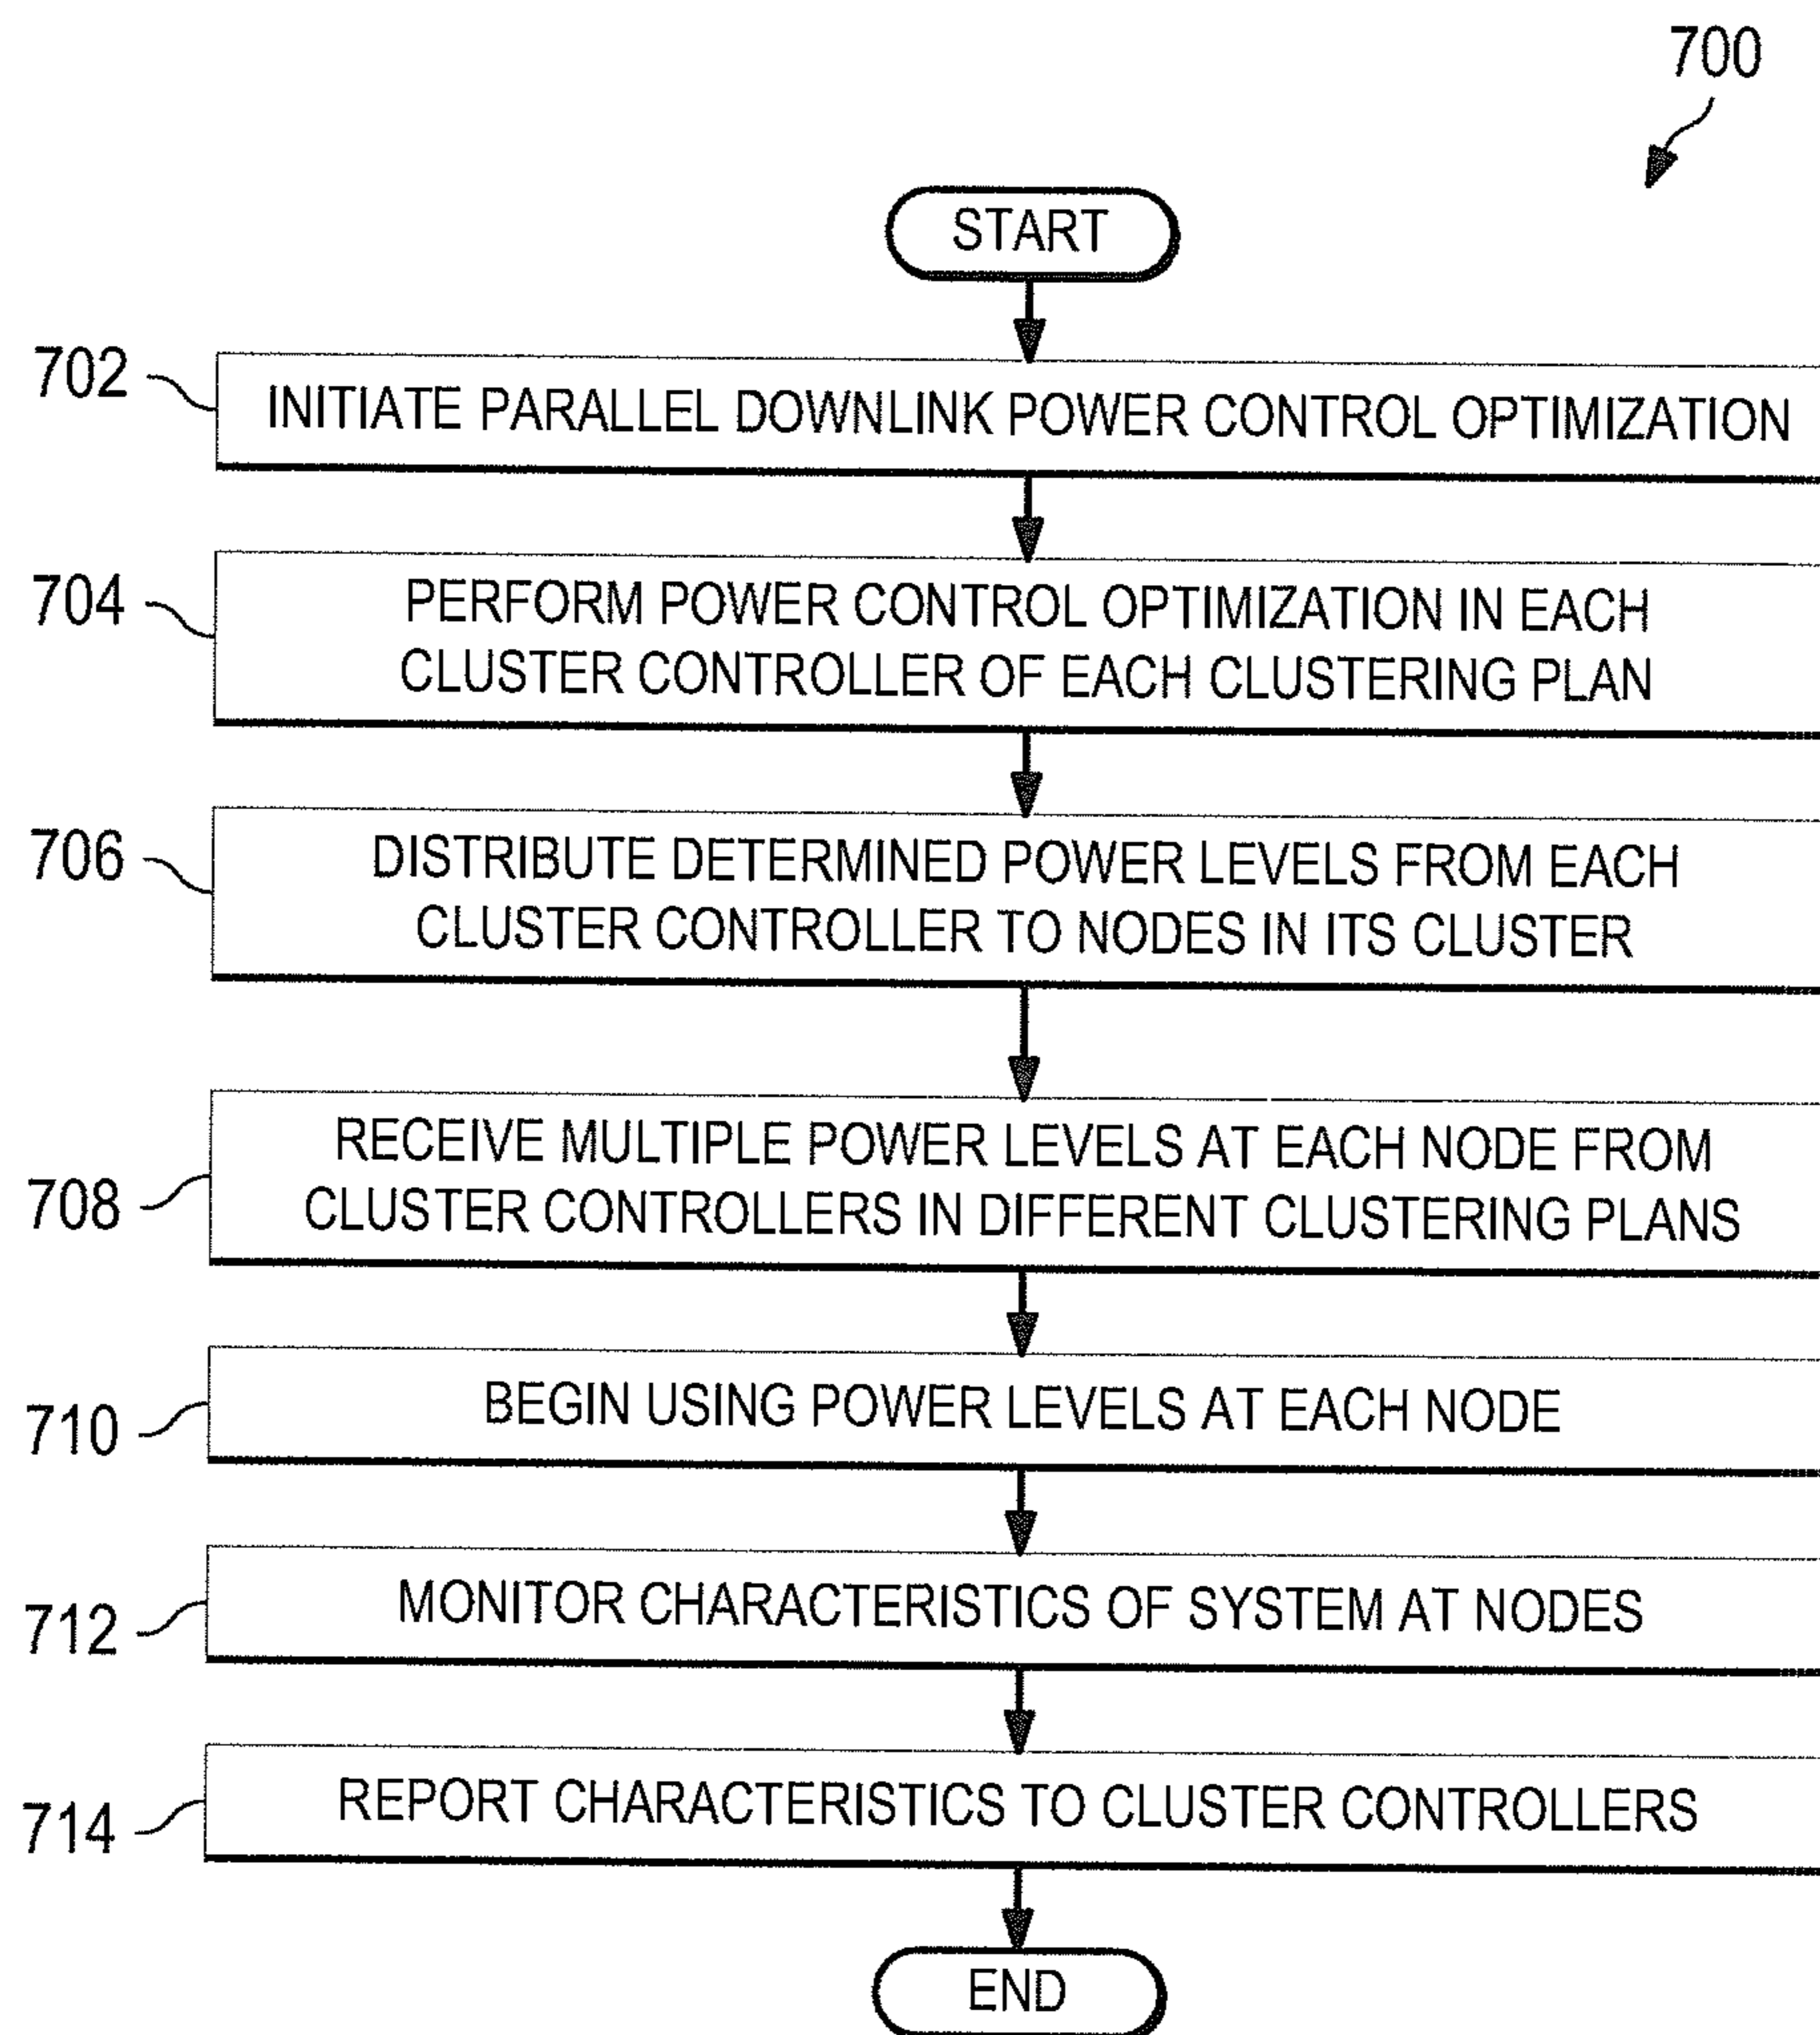 700
START
702
INITIATE PARALLEL DOWNLINK POWER CONTROL OPTIMIZATION
704
PERFORM POWER CONTROL OPTIMIZATION IN EACH
CLUSTER CONTROLLER OF EACH CLUSTERING PLAN
706
DISTRIBUTE DETERMINED POWER LEVELS FROM EACH
CLUSTER CONTROLLER TO NODES IN ITS CLUSTER
708
RECEIVE MULTIPLE POWER LEVELS AT EACH NODE FROM
CLUSTER CONTROLLERS IN DIFFERENT CLUSTERING PLANS
710
BEGIN USING POWER LEVELS AT EACH NODE
712
MONITOR CHARACTERISTICS OF SYSTEM AT NODES
714
REPORT CHARACTERISTICS TO CLUSTER CONTROLLERS
END